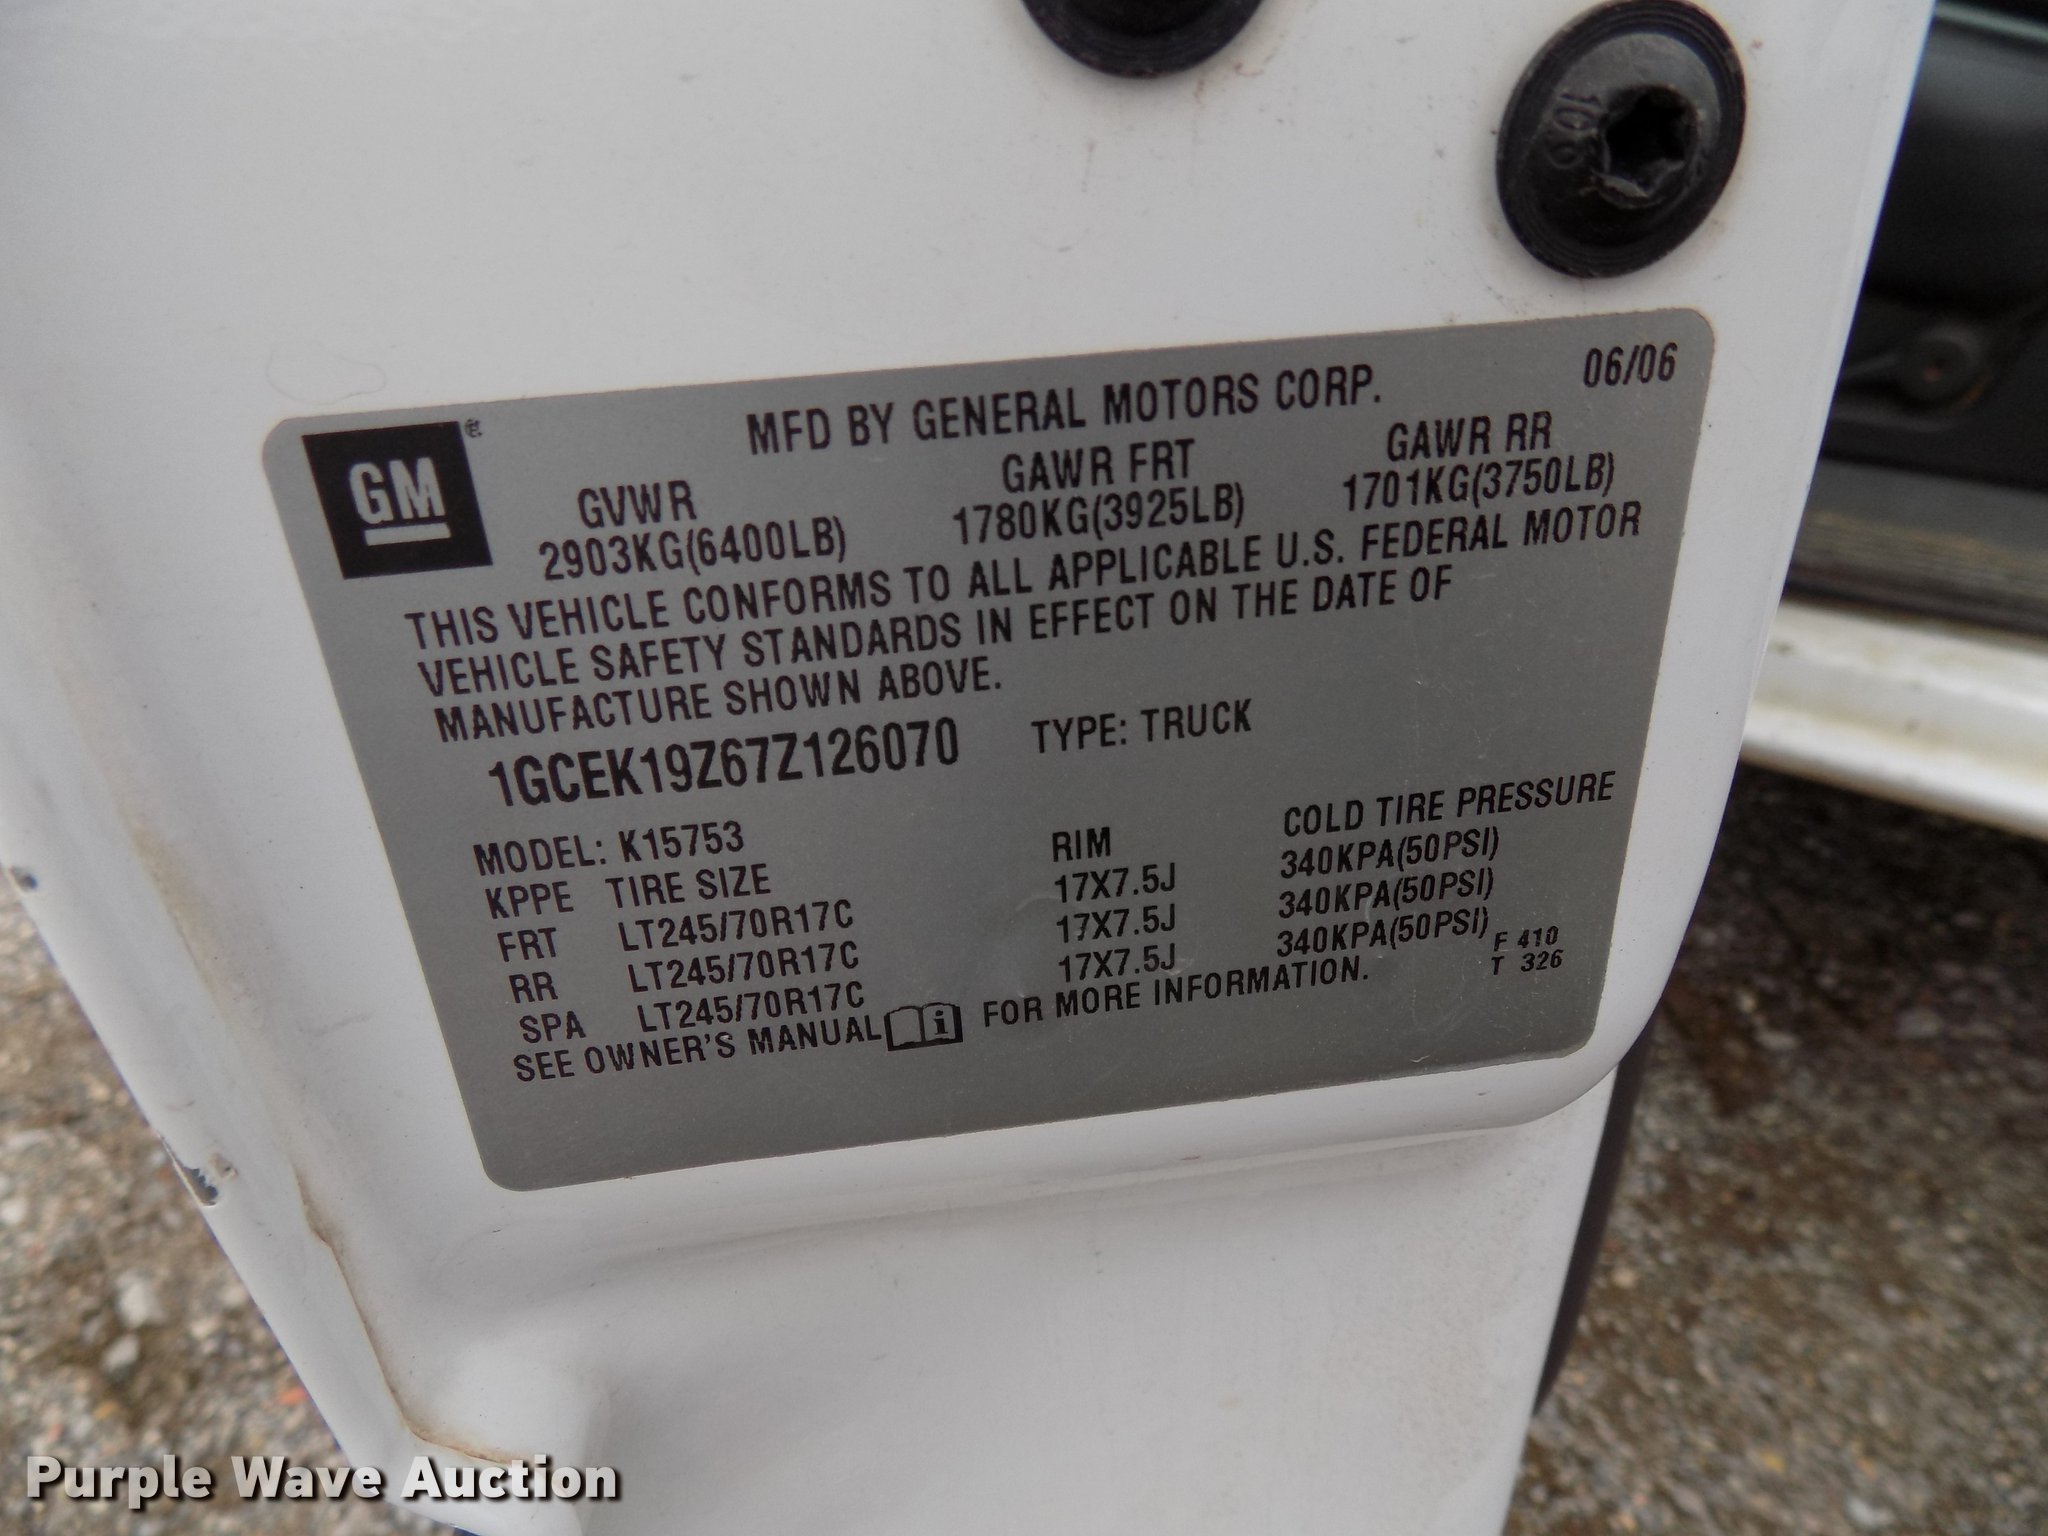 100
06/06
MFD BY GENERAL MOTORS CORP.
GM®
GVWR GAWR FRT GAWR RR
2903KG(6400LB) 1780KG(3925LB) 1701KG(3750LB)
THIS VEHICLE CONFORMS TO ALL APPLICABLE U.S. FEDERAL MOTOR
VEHICLE SAFETY STANDARDS IN EFFECT ON THE DATE OF
MANUFACTURE SHOWN ABOVE.
1GCEK19Z67Z126070 TYPE: TRUCK
MODEL: K15753
KPPE TIRE SIZE RIM COLD TIRE PRESSURE
FRT LT245/70R17C 17X7.5J 340KPA(50PSI)
RR LT245/70R17C 17X7.5J 340KPA(50PSI)
SPA LT245/70R17C 17X7.5J 340KPA(50PSI)
F 410
T 326
SEE OWNER'S MANUAL i FOR MORE INFORMATION.
Purple Wave Auction